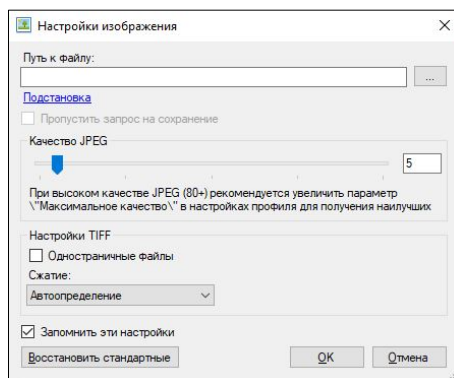 Настройки изображения
Путь к файлу:
...
Подстановка
Пропустить запрос на сохранение
Качество JPEG
5
При высоком качестве JPEG (80+) рекомендуется увеличить параметр
\"Максимальное качество\" в настройках профиля для получения наилучших
Настройки TIFF
Одностраничные файлы
Сжатие:
Автоопределение
Запомнить эти настройки
Восстановить стандартные
OK
Отмена